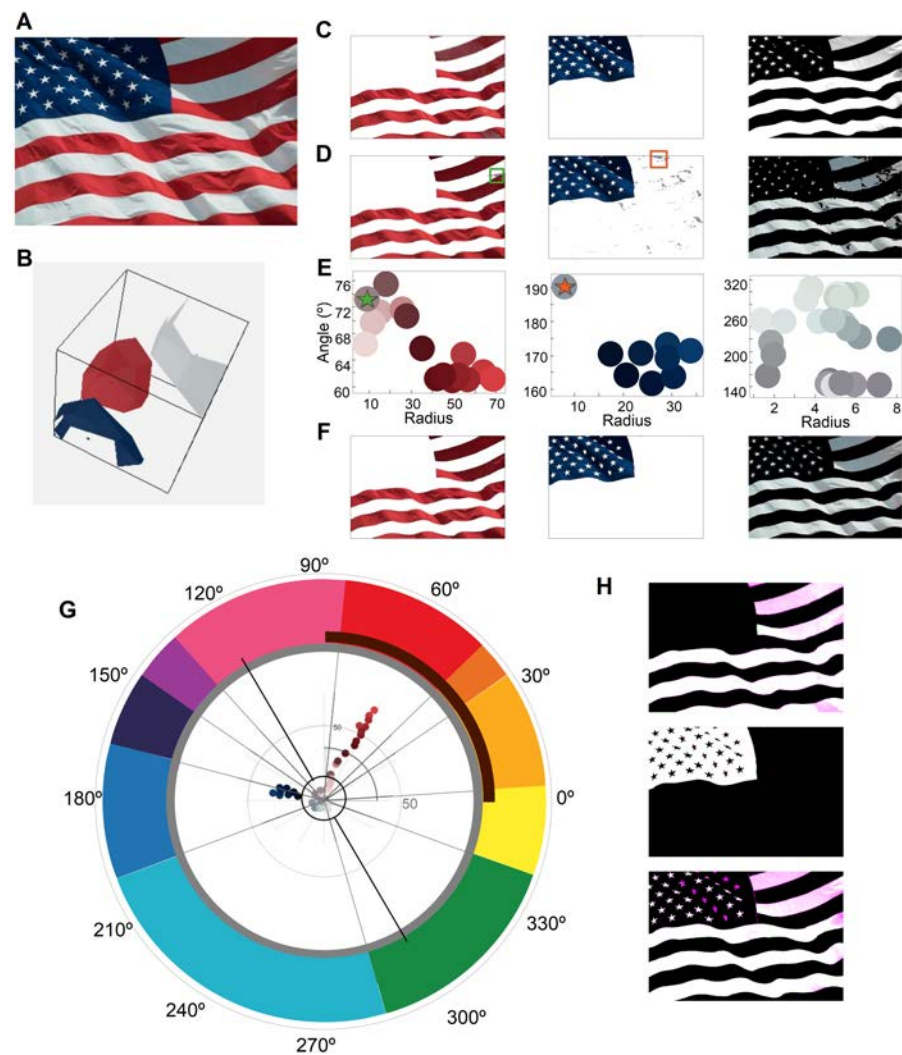 A
C
D
B
E
Angle (º)
76
72
68
64
60
10 30 50 70
Radius
190
180
170
160
10 20 30
Radius
320
260
200
140
2 4 6 8
Radius
F
G
90º
120º
60º
150º
30º
50
180º
50
0º
210º
330º
240º
300º
270º
H